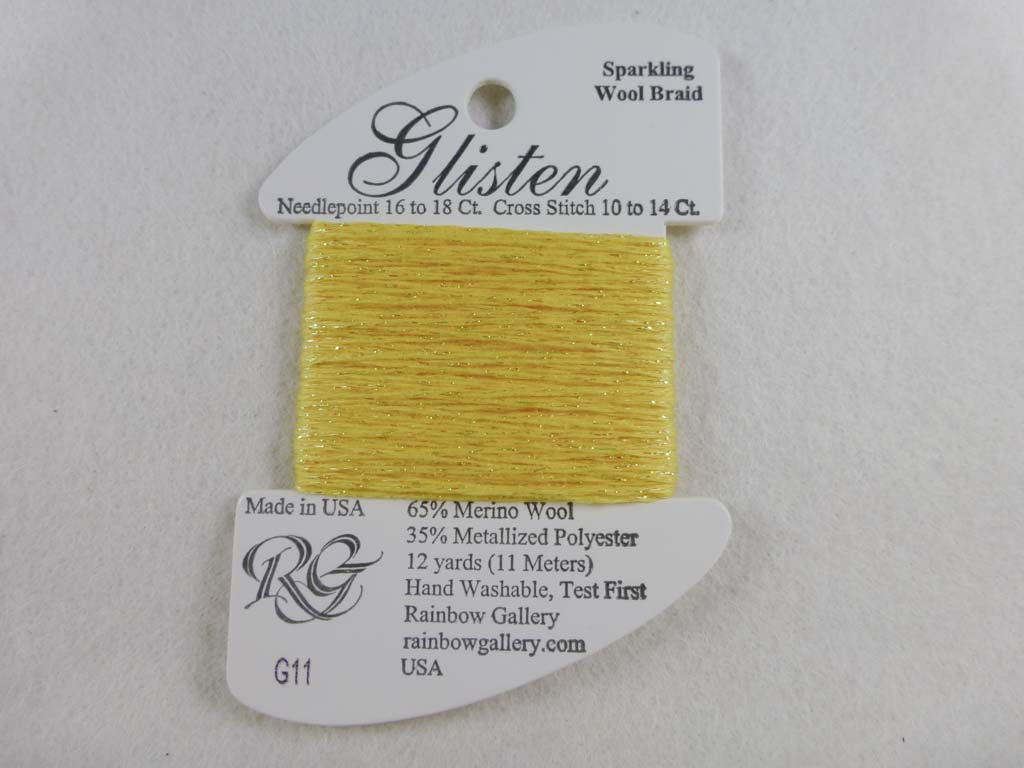 Sparkling
Wool Braid
Glisten
Needlepoint 16 to 18 Ct. Cross Stitch 10 to 14 Ct.
Made in USA
RG
G11
65% Merino Wool
35% Metallized Polyester
12 yards (11 Meters)
Hand Washable, Test First
Rainbow Gallery
rainbowgallery.com
USA